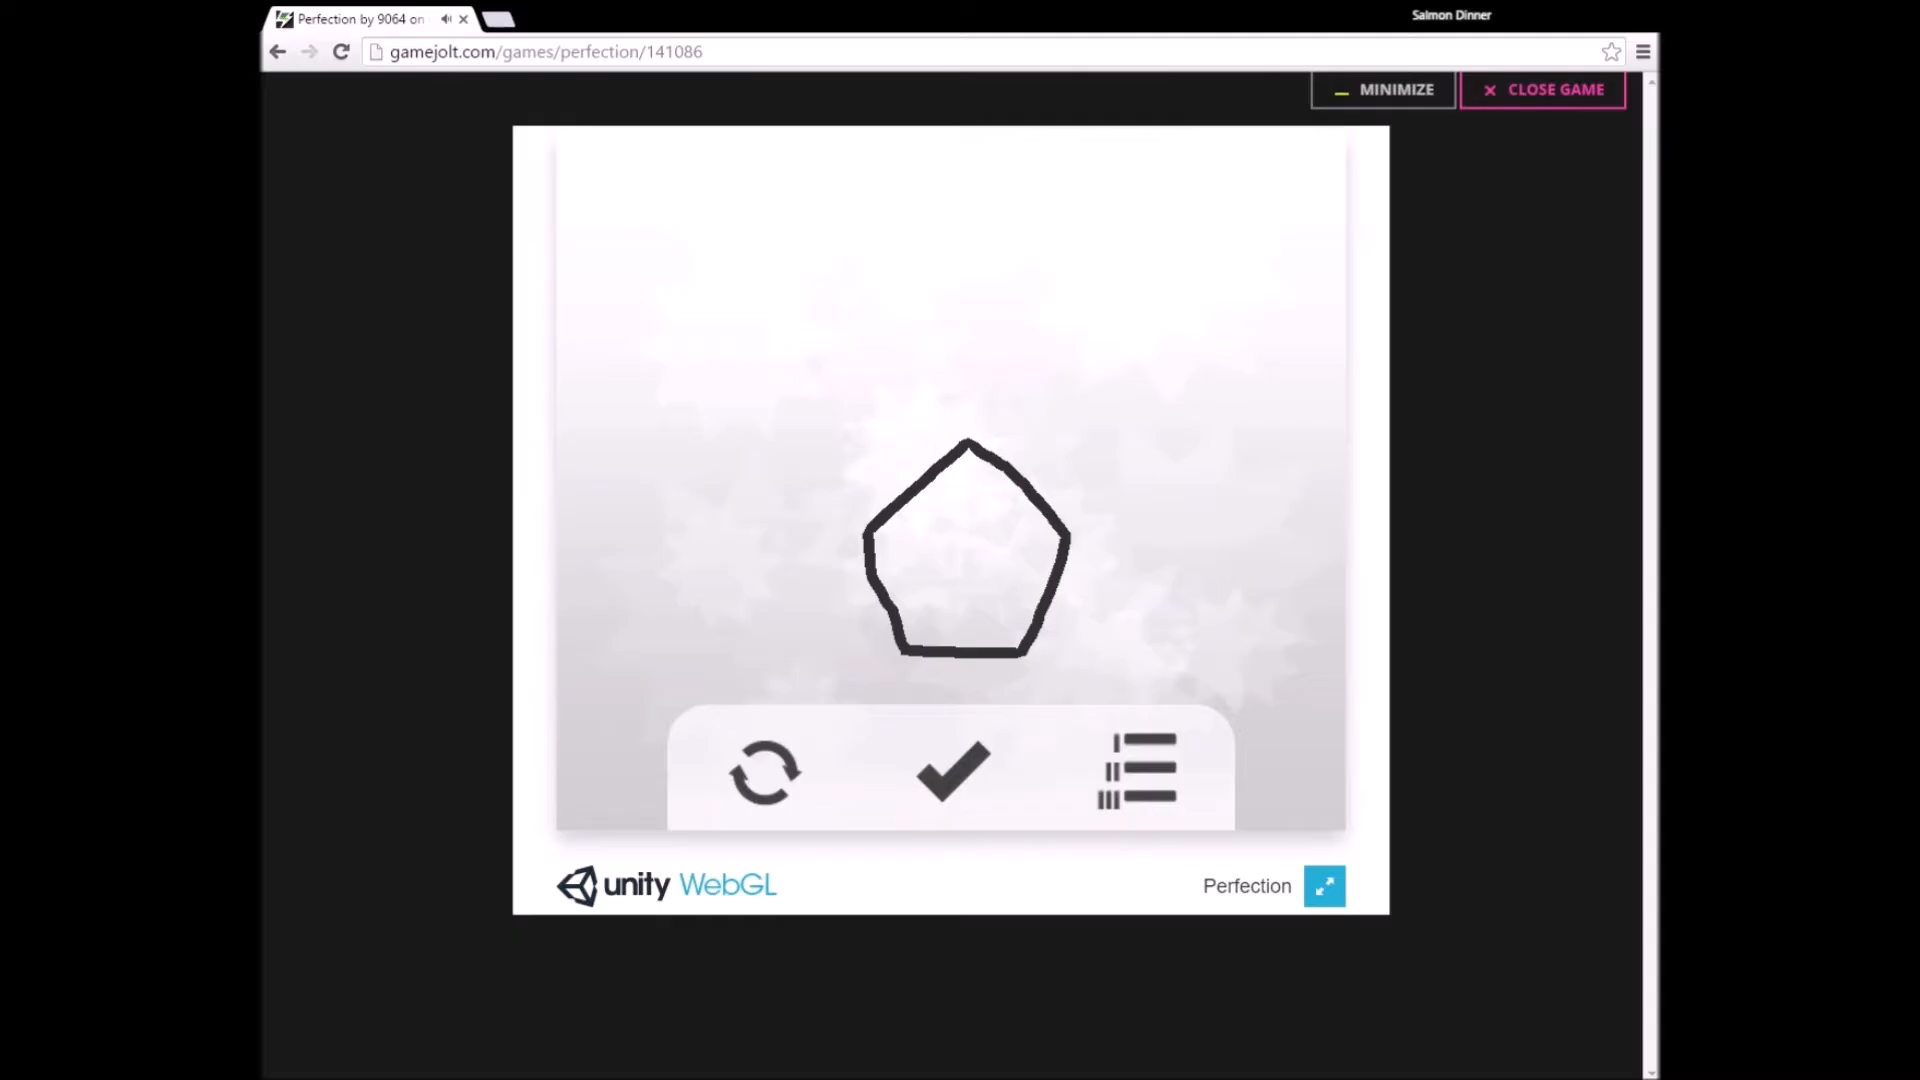 Perfection by 9064 on
Salmon Dinner
gamejolt.com/games/perfection/141086
MINIMIZE
CLOSE GAME
unity WebGL
Perfection